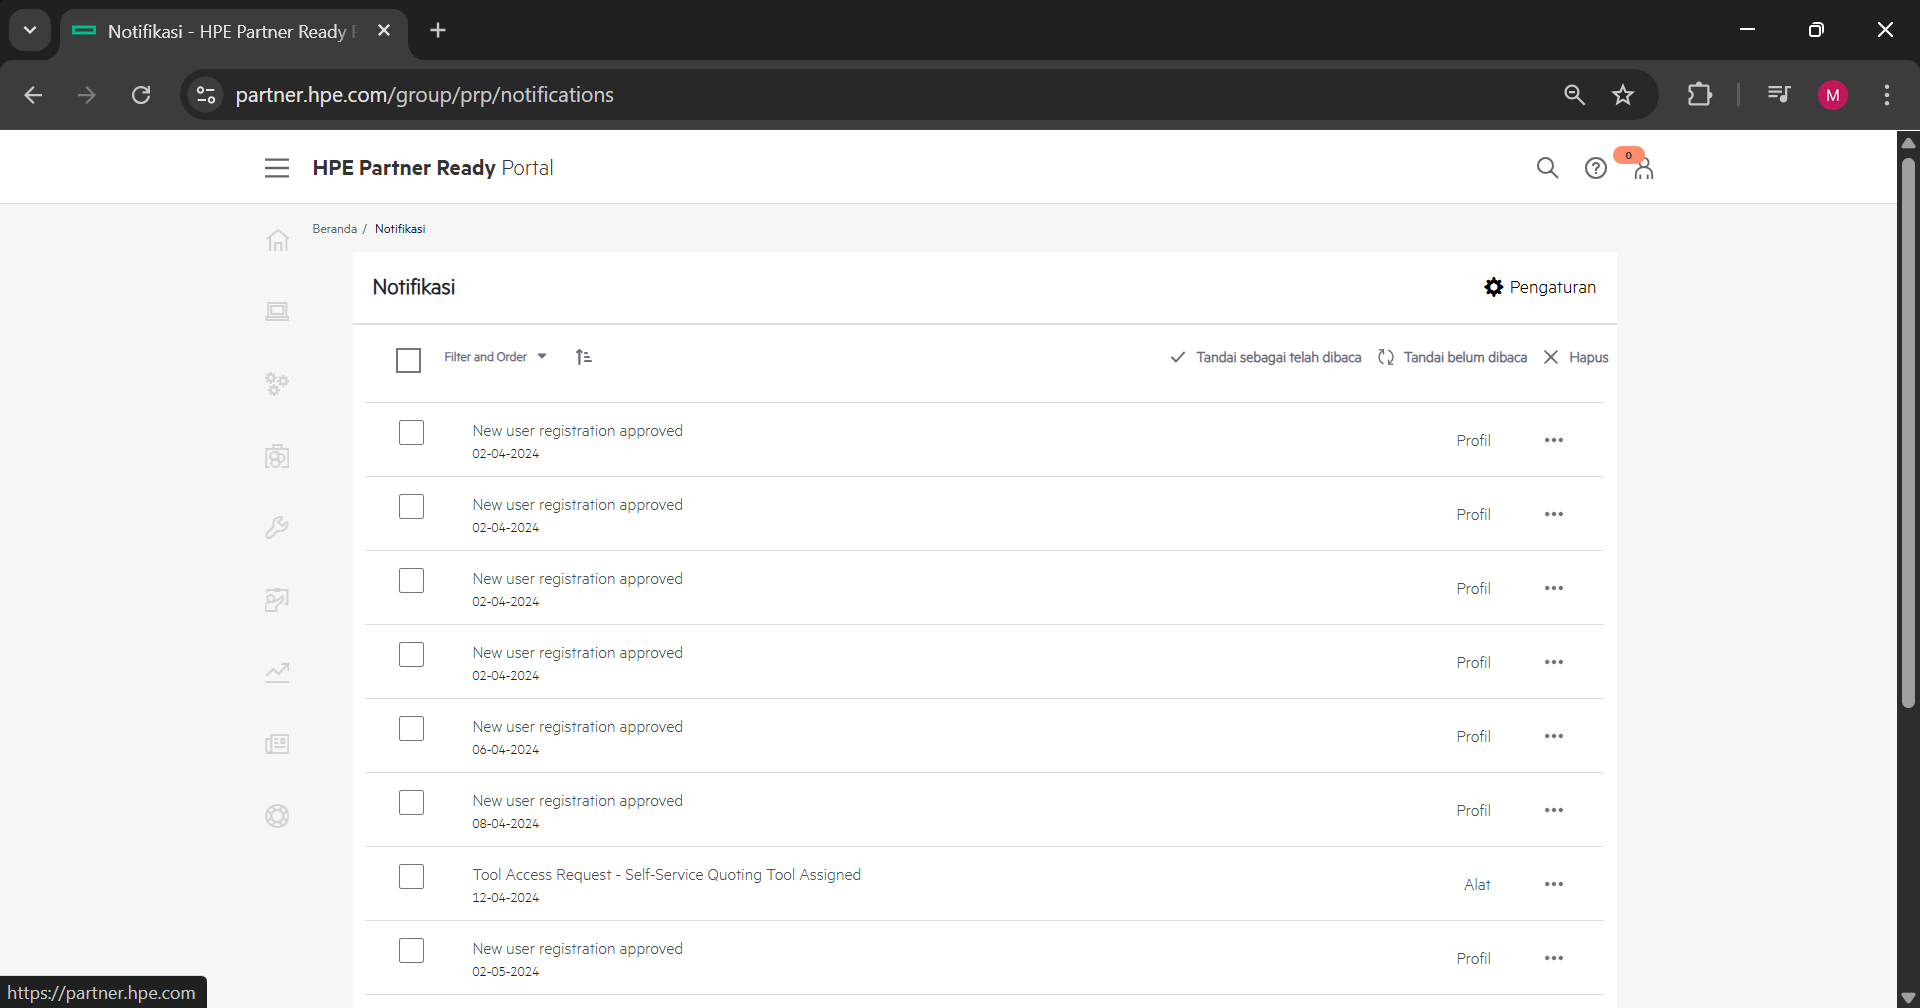 Notifikasi - HPE Partner Ready P
partner.hpe.com/group/prp/notifications
M
HPE Partner Ready Portal
0
Beranda / Notifikasi
Notifikasi
Pengaturan
Filter and Order
Tandai sebagai telah dibaca
Tandai belum dibaca
Hapus
New user registration approved
02-04-2024
Profil
New user registration approved
02-04-2024
Profil
New user registration approved
02-04-2024
Profil
New user registration approved
02-04-2024
Profil
New user registration approved
06-04-2024
Profil
New user registration approved
08-04-2024
Profil
Tool Access Request - Self-Service Quoting Tool Assigned
12-04-2024
Alat
New user registration approved
02-05-2024
Profil
https://partner.hpe.com